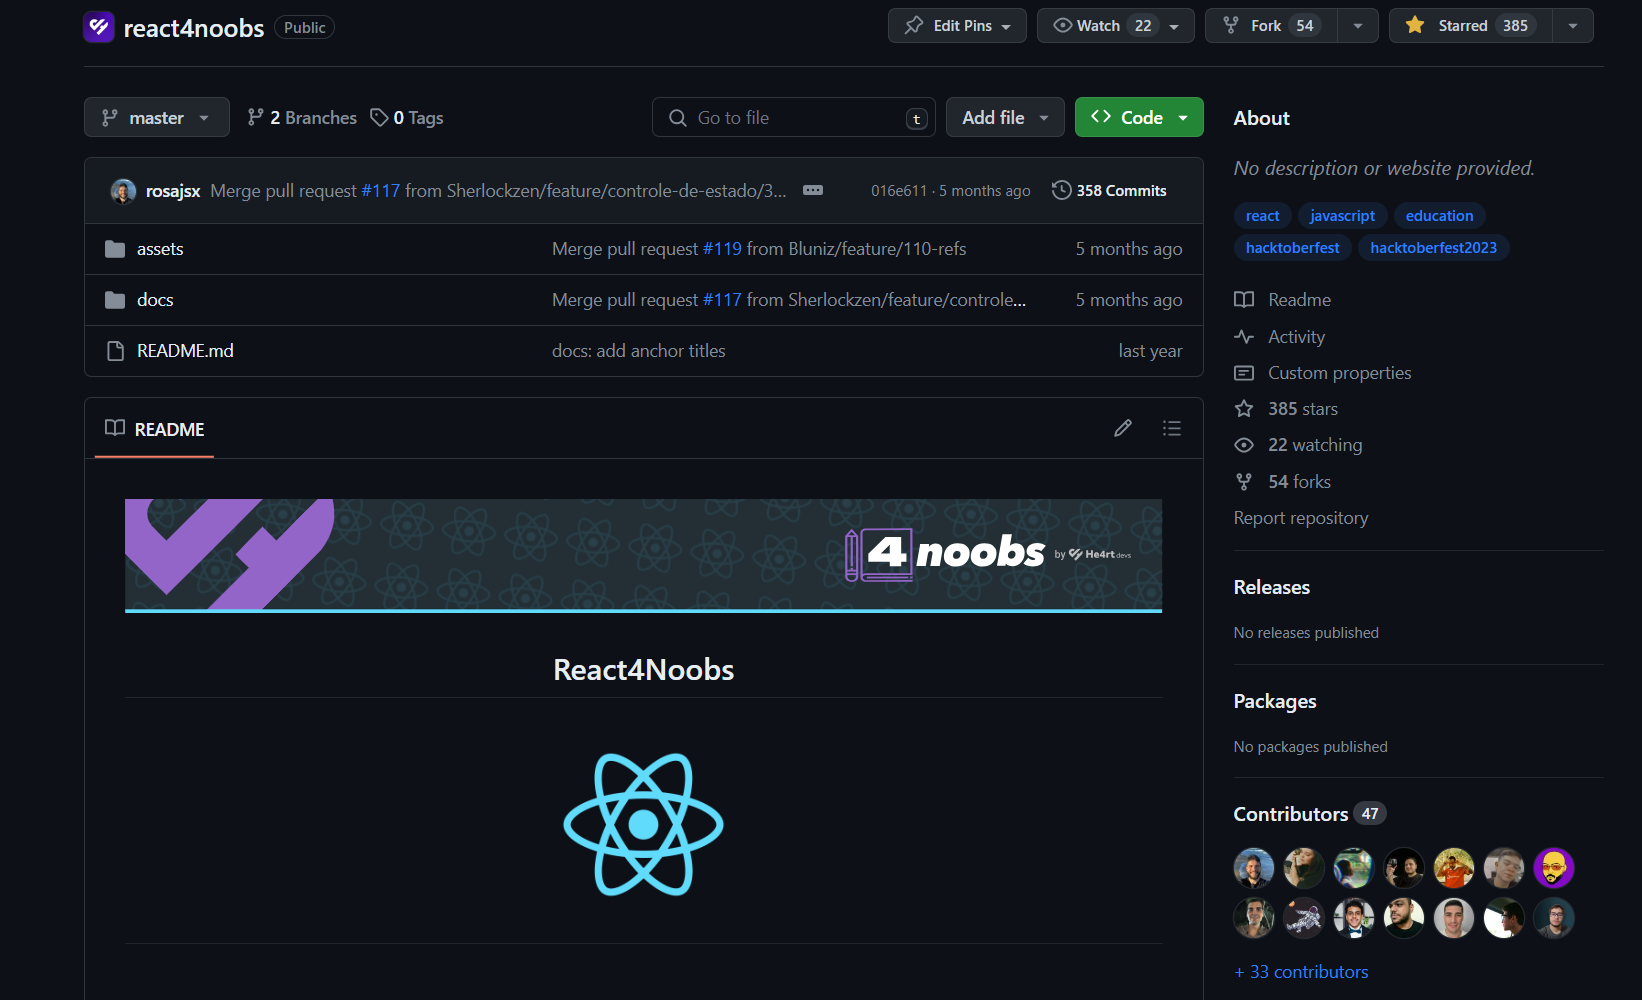 react4noobs Public Edit Pins Watch 22 Fork 54 Starred 385
master 2 Branches 0 Tags Go to file t Add file Code
rosajsx Merge pull request #117 from Sherlockzen/feature/controle-de-estado/3... 016e611 · 5 months ago 358 Commits
assets Merge pull request #119 from Bluniz/feature/110-refs 5 months ago
docs Merge pull request #117 from Sherlockzen/feature/controle... 5 months ago
README.md docs: add anchor titles last year
README
4noobs by He4rt devs
React4Noobs
About
No description or website provided.
react javascript education
hacktoberfest hacktoberfest2023
Readme
Activity
Custom properties
385 stars
22 watching
54 forks
Report repository
Releases
No releases published
Packages
No packages published
Contributors 47
+ 33 contributors